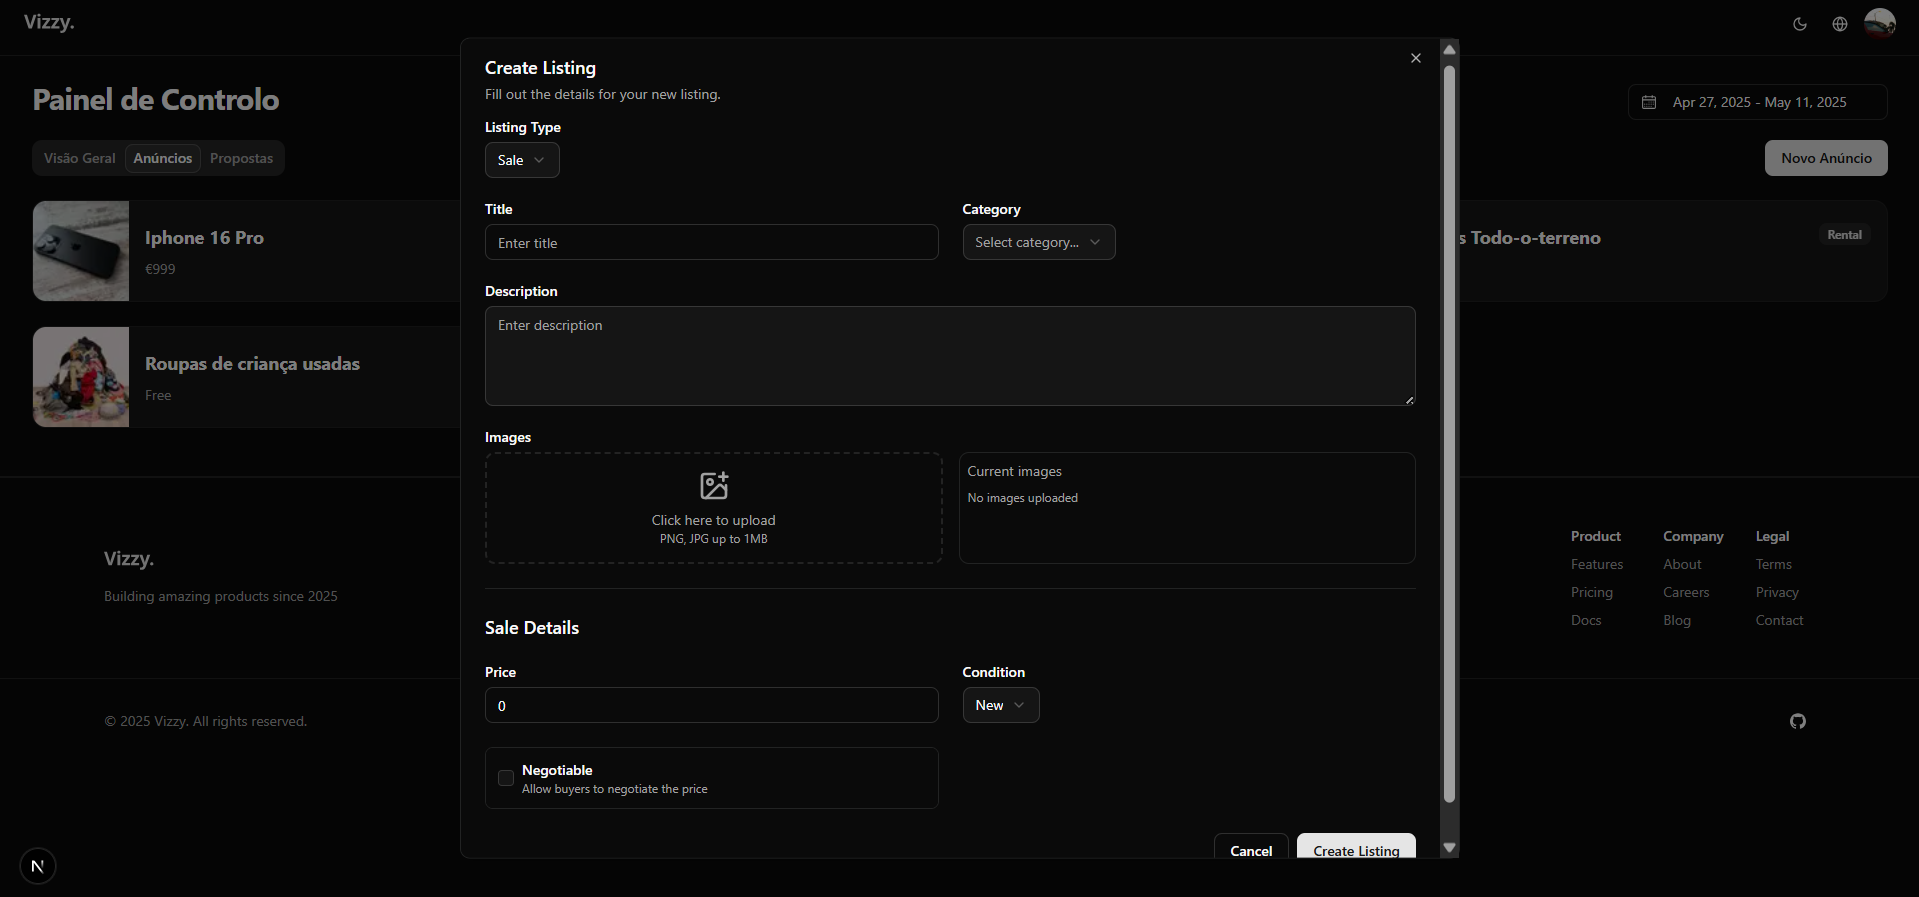 Vizzy.
Painel de Controlo
Apr 27, 2025 - May 11, 2025
Visão Geral
Anúncios
Propostas
Novo Anúncio
Iphone 16 Pro
€999
s Todo-o-terreno
Rental
Roupas de criança usadas
Free
Create Listing
Fill out the details for your new listing.
Listing Type
Sale
Title
Enter title
Category
Select category...
Description
Enter description
Images
Click here to upload
PNG, JPG up to 1MB
Current images
No images uploaded
Sale Details
Price
0
Condition
New
Negotiable
Allow buyers to negotiate the price
Cancel
Create Listing
Vizzy.
Building amazing products since 2025
Product
Features
Pricing
Docs
Company
About
Careers
Blog
Legal
Terms
Privacy
Contact
© 2025 Vizzy. All rights reserved.
N